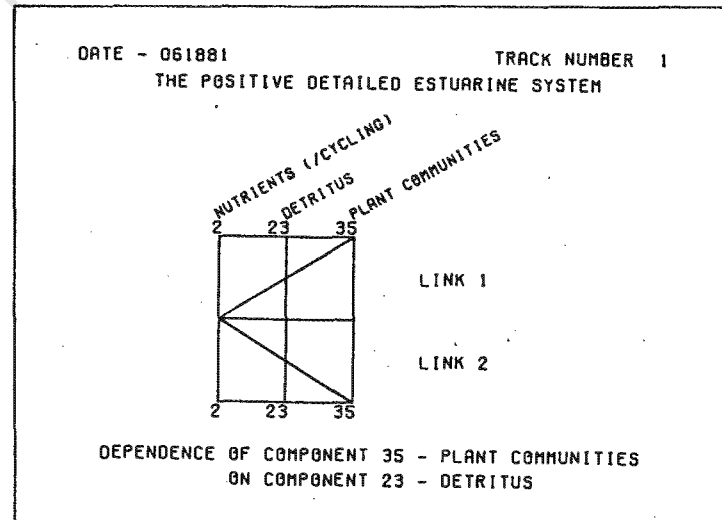 DATE - 061881 TRACK NUMBER 1
THE POSITIVE DETAILED ESTUARINE SYSTEM
NUTRIENTS (/CYCLING)
DETRITUS
PLANT COMMUNITIES
2 23 35
LINK 1
LINK 2
2 23 35
DEPENDENCE OF COMPONENT 35 - PLANT COMMUNITIES
ON COMPONENT 23 - DETRITUS